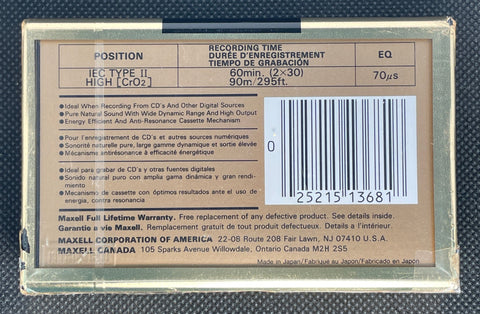 POSITION
RECORDING TIME
DURÉE D'ENREGISTREMENT
TIEMPO DE GRABACIÓN
EQ
IEC TYPE II
HIGH [CrO2]
60min. (2×30)
90m/295ft.
70µs
●Ideal When Recording From CD'S And Other Digital Sources
●Pure Natural Sound With Wide Dynamic Range And High Output
●Energy Efficient And Anti-Resonance Cassette Mechanism
●Pour l'enregistrement de CD's et autres sources numériques
●Sonorité naturelle pure, large gamme dynamique et sortie élevée
●Mécanisme antirésonance à efficacité énergétique
●Ideal para grabar de CD's y otras fuentes digitales
●Sonido natural puro con amplia gama dinámica y gran rendimiento
●Mecanismo de cassette con óptimos resultados ante el uso de energía, y contra-resonante.
0
25215 13681
Maxell Full Lifetime Warranty. Free replacement of any defective product. See details inside.
Garantie a vie Maxell. Remplacement gratuit de tout produit defectueux. Details a l'intérieur.
MAXELL CORPORATION OF AMERICA 22-08 Route 208 Fair Lawn, NJ 07410 U.S.A.
MAXELL CANADA 105 Sparks Avenue Willowdale, Ontario Canada M2H 2S5
Made in Japan/Fabriqué au Japon/Fabricado en Japón